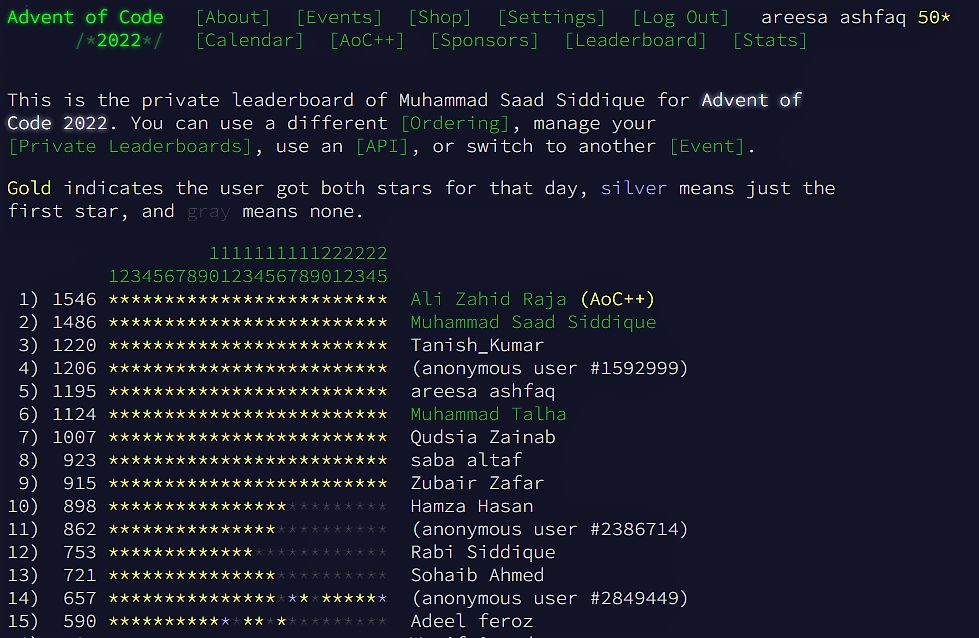 Advent of Code [About] [Events] [Shop] [Settings] [Log Out] areesa ashfaq 50*
/*2022*/ [Calendar] [AoC++] [Sponsors] [Leaderboard] [Stats]
This is the private leaderboard of Muhammad Saad Siddique for Advent of
Code 2022. You can use a different [Ordering], manage your
[Private Leaderboards], use an [API], or switch to another [Event].
Gold indicates the user got both stars for that day, silver means just the
first star, and gray means none.
1111111111222222
1234567890123456789012345
1) 1546 ************************* Ali Zahid Raja (AoC++)
2) 1486 ************************* Muhammad Saad Siddique
3) 1220 ************************* Tanish_Kumar
4) 1206 ************************* (anonymous user #1592999)
5) 1195 ************************* areesa ashfaq
6) 1124 ************************* Muhammad Talha
7) 1007 ************************* Qudsia Zainab
8) 923 ************************* saba altaf
9) 915 ************************* Zubair Zafar
10) 898 ************************* Hamza Hasan
11) 862 ************************* (anonymous user #2386714)
12) 753 ************************* Rabi Siddique
13) 721 ************************* Sohaib Ahmed
14) 657 ************************* (anonymous user #2849449)
15) 590 ************************* Adeel feroz